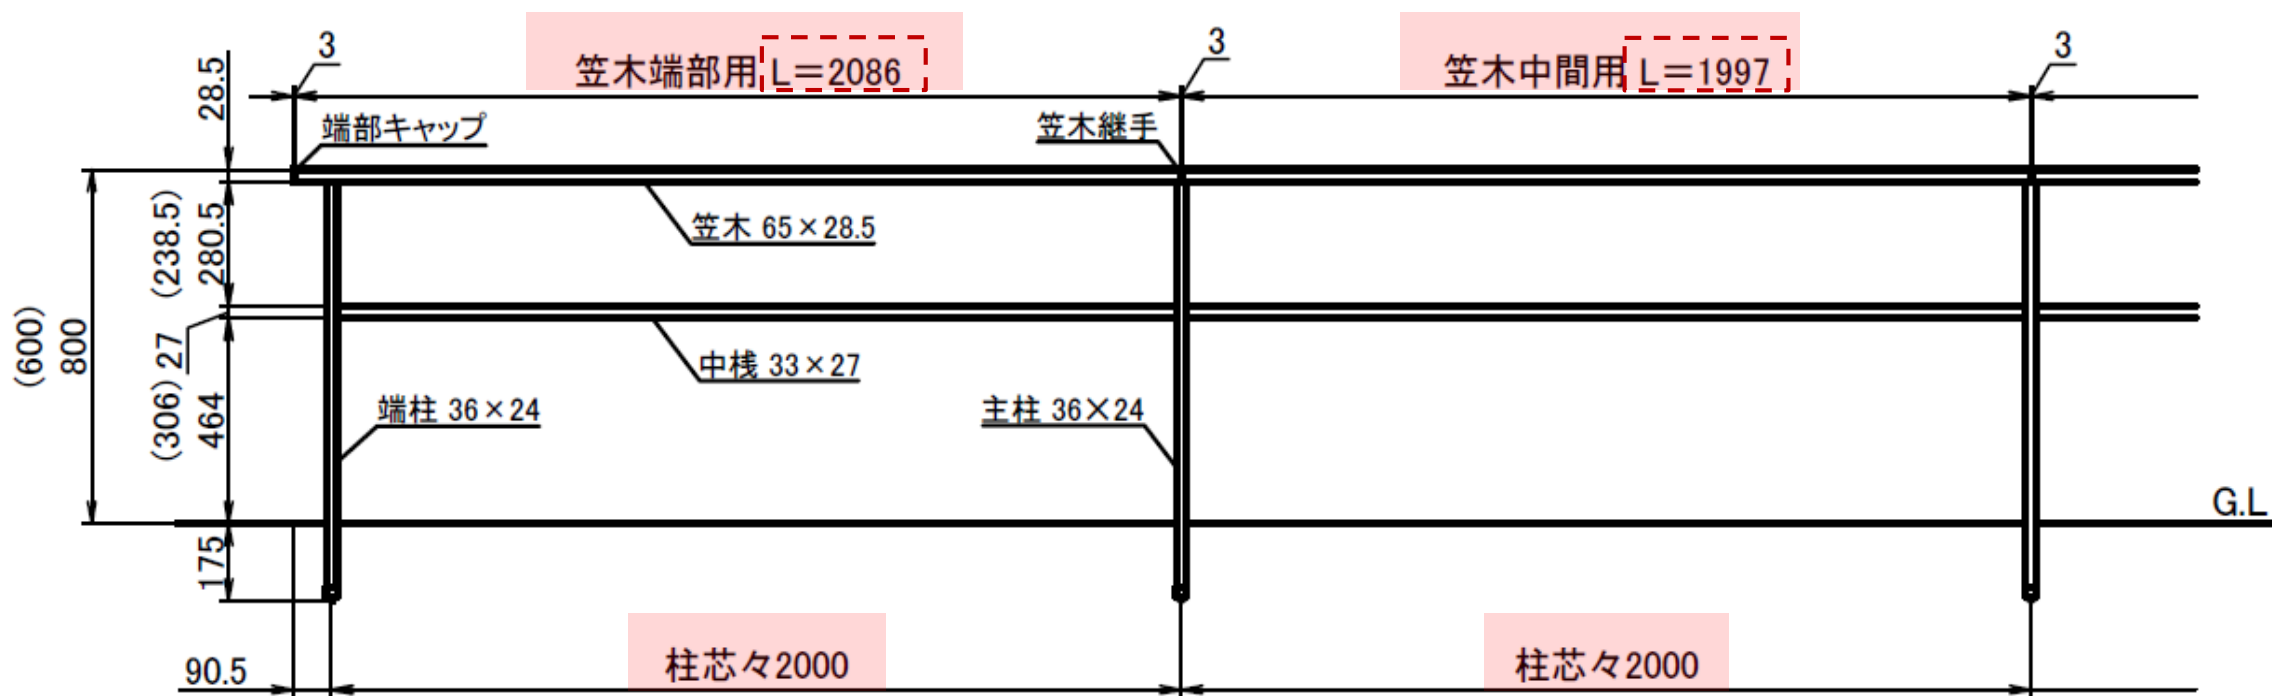 3
笠木端部用 L=2086
3
笠木中間用 L=1997
3
28.5
端部キャップ
笠木継手
(238.5)
280.5
笠木 65×28.5
(600)
800
27
中桟 33×27
(306)
464
端柱 36×24
主柱 36×24
G.L
175
90.5
柱芯々2000
柱芯々2000